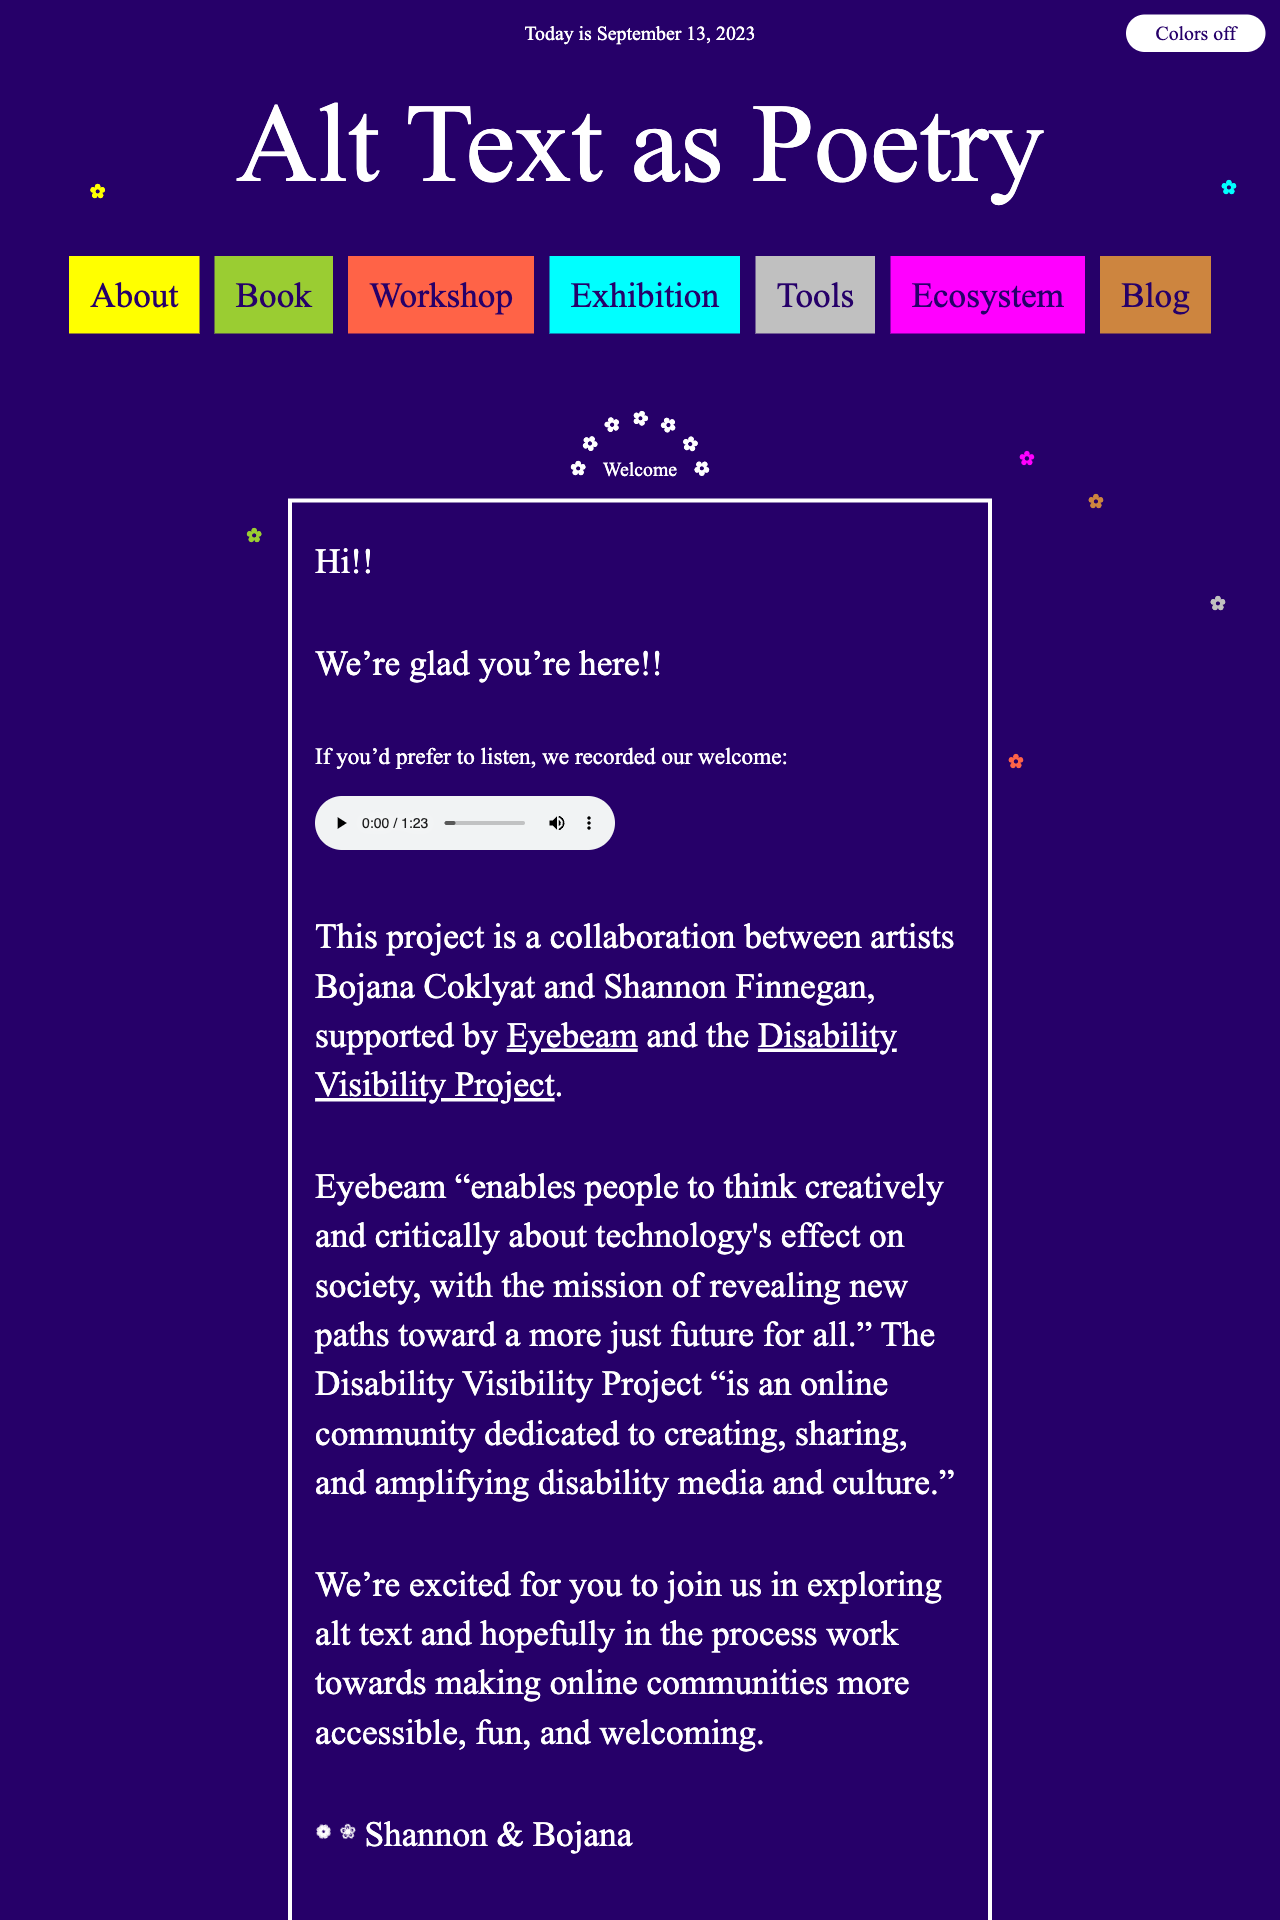 Today is September 13, 2023
Colors off
Alt Text as Poetry
About Book Workshop Exhibition Tools Ecosystem Blog
Welcome
Hi!!
We’re glad you’re here!!
If you’d prefer to listen, we recorded our welcome:
0:00 / 1:23
This project is a collaboration between artists
Bojana Coklyat and Shannon Finnegan,
supported by Eyebeam and the Disability
Visibility Project.
Eyebeam “enables people to think creatively
and critically about technology's effect on
society, with the mission of revealing new
paths toward a more just future for all.” The
Disability Visibility Project “is an online
community dedicated to creating, sharing,
and amplifying disability media and culture.”
We’re excited for you to join us in exploring
alt text and hopefully in the process work
towards making online communities more
accessible, fun, and welcoming.
Shannon & Bojana